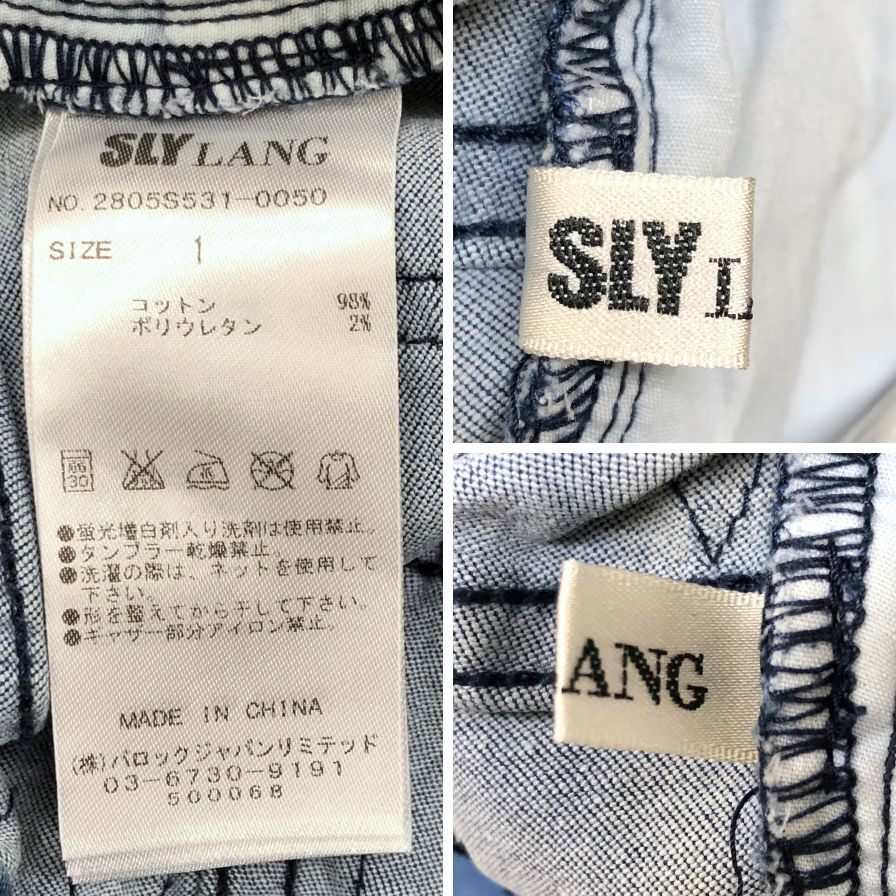 SLY LANG
NO. 2805S531-0050
SIZE 1
コットン 98%
ポリウレタン 2%
弱
30
●蛍光増白剤入り洗剤は使用禁止。
●タンブラー乾燥禁止。
●洗濯の際は、ネットを使用して
下さい。
●形を整えてから干して下さい。
●ギャザー部分アイロン禁止。
MADE IN CHINA
(株)バロックジャパンリミテッド
03-6730-9191
500068
SLY L
ANG